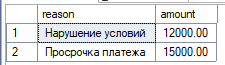 reason amount
1 Нарушение условий 12000.00
2 Просрочка платежа 15000.00